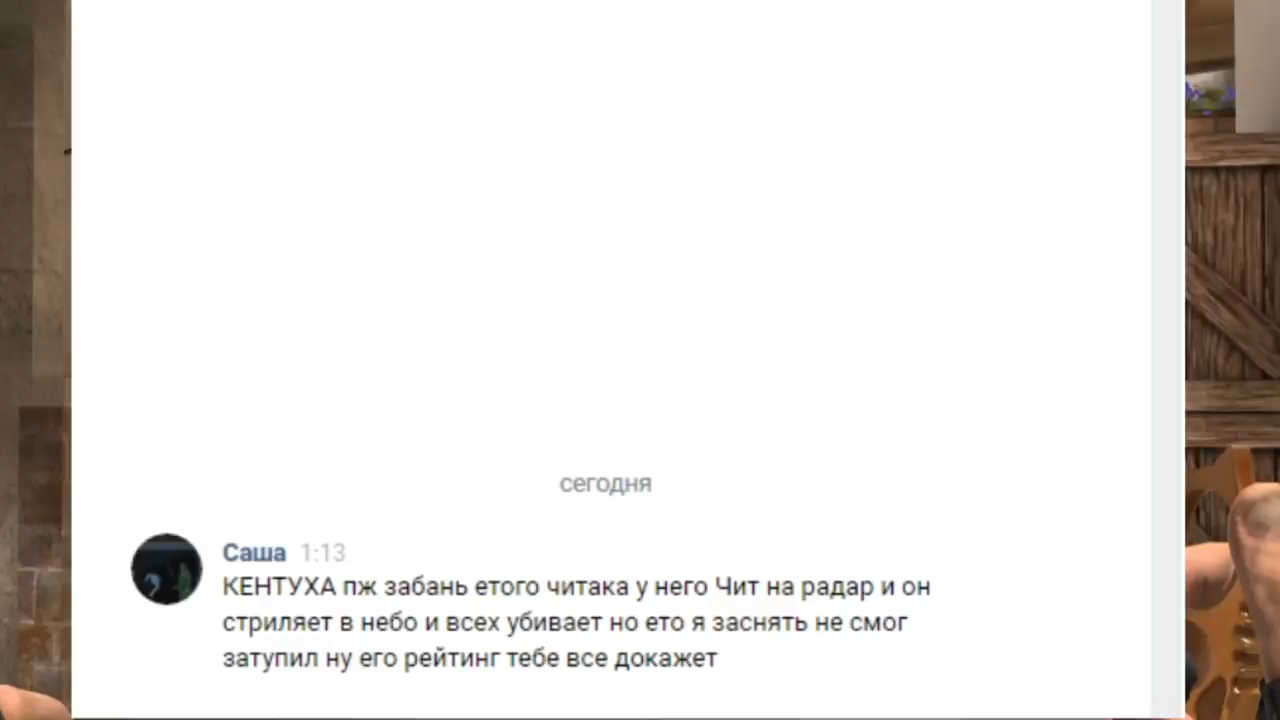 сегодня
Саша 1:13
КЕНТУХА пж забань етого читака у него Чит на радар и он
стриляет в небо и всех убивает но ето я заснять не смог
затупил ну его рейтинг тебе все докажет